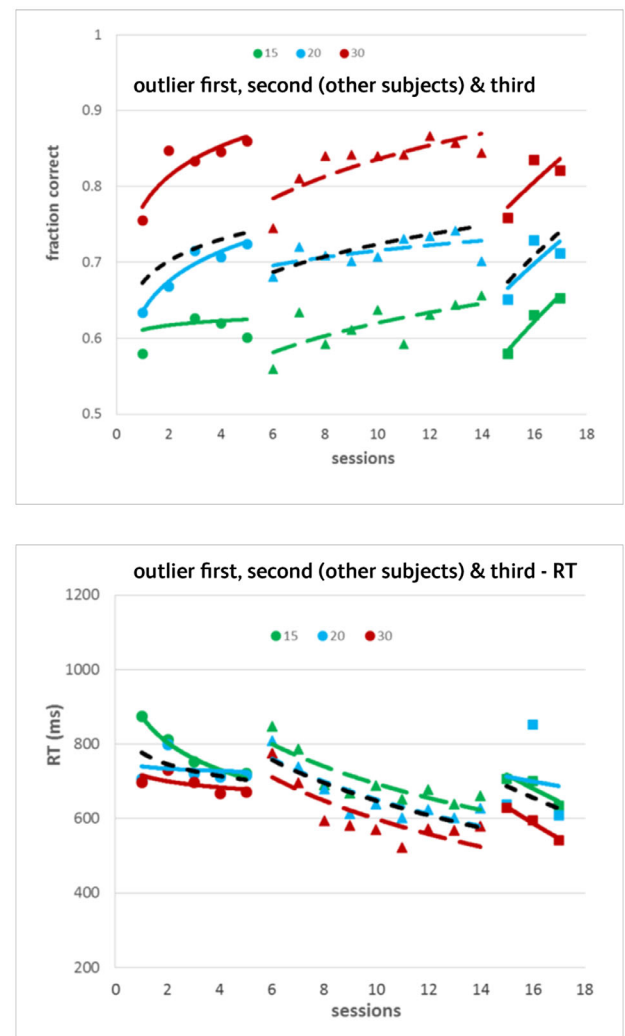 1
15 20 30
outlier first, second (other subjects) & third
0.9
0.8
0.7
0.6
0.5
fraction correct
0 2 4 6 8 10 12 14 16 18
sessions
outlier first, second (other subjects) & third - RT
1200
15 20 30
1000
800
600
400
200
RT (ms)
0 2 4 6 8 10 12 14 16 18
sessions